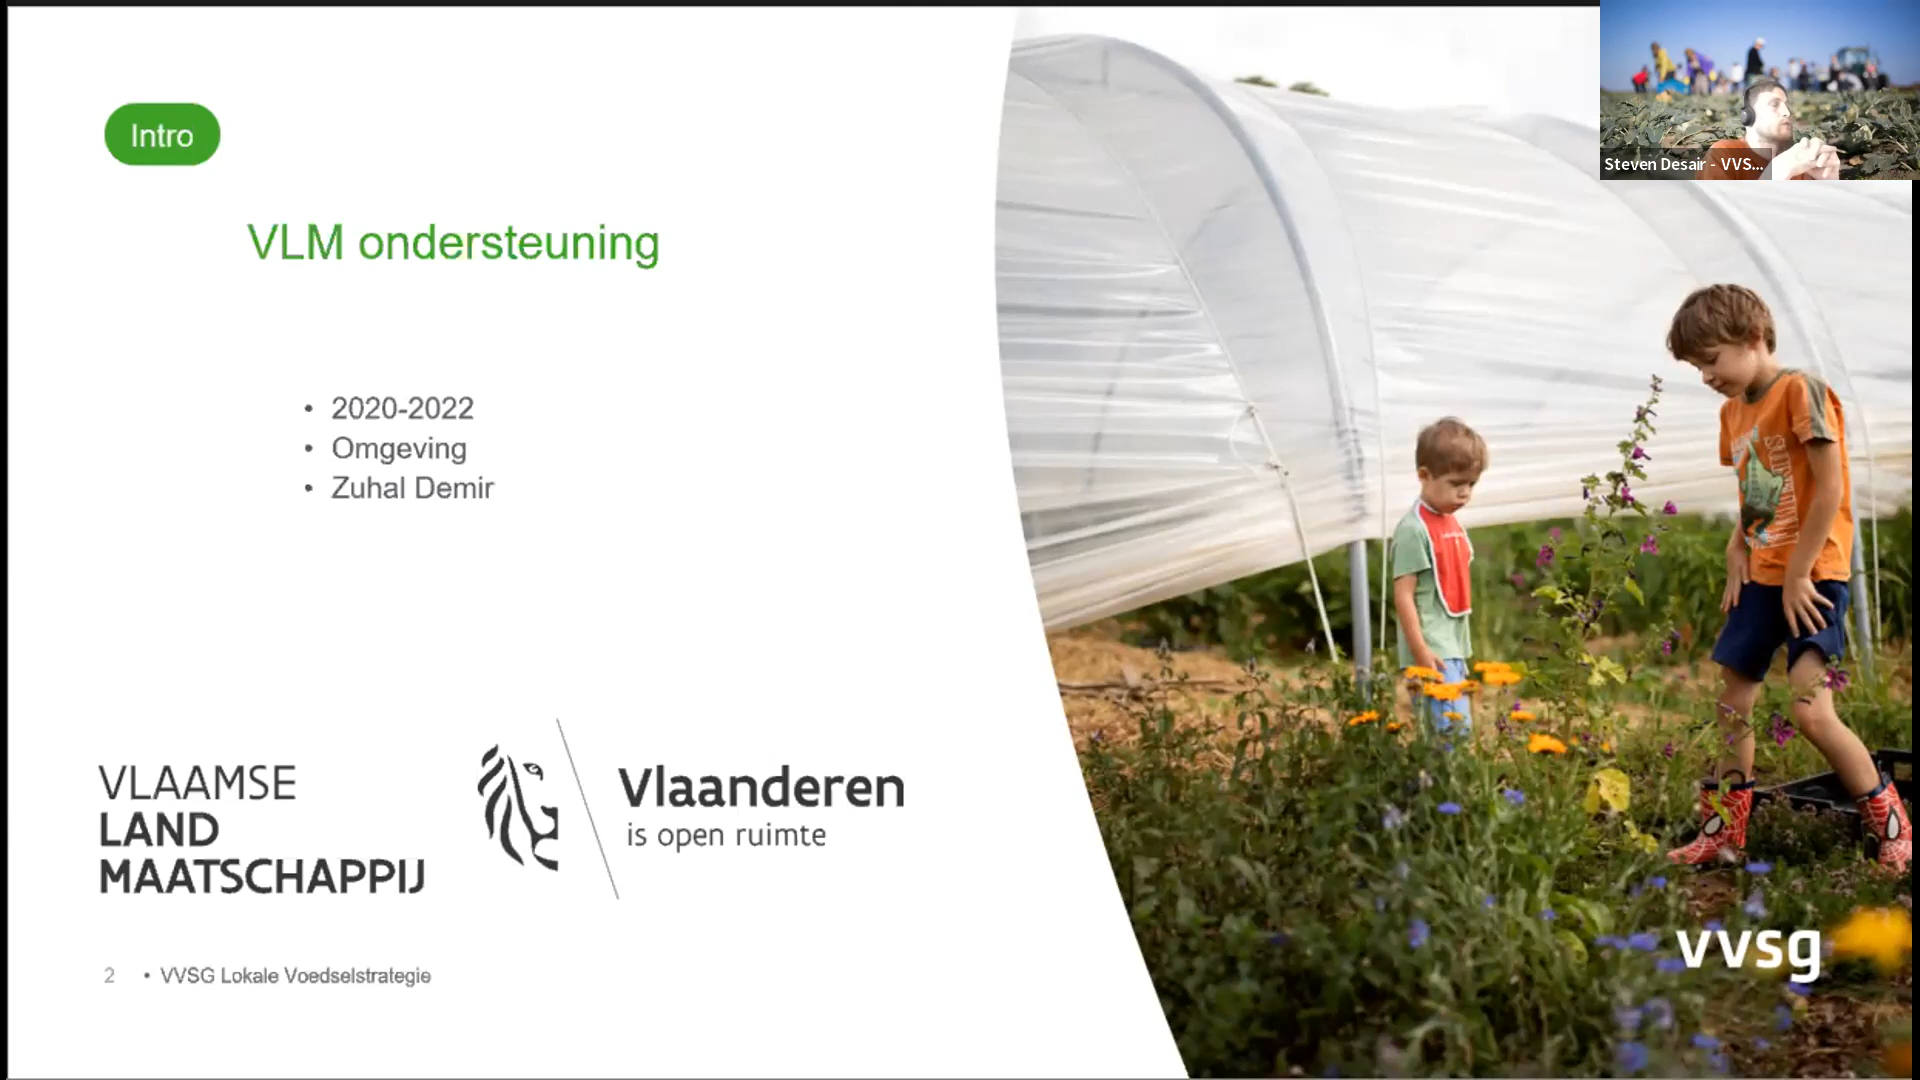 Intro
VLM ondersteuning
• 2020-2022
• Omgeving
• Zuhal Demir
VLAAMSE
LAND
MAATSCHAPPIJ
Vlaanderen
is open ruimte
2 • VVSG Lokale Voedselstrategie
Steven Desair - VVS...
vvsg